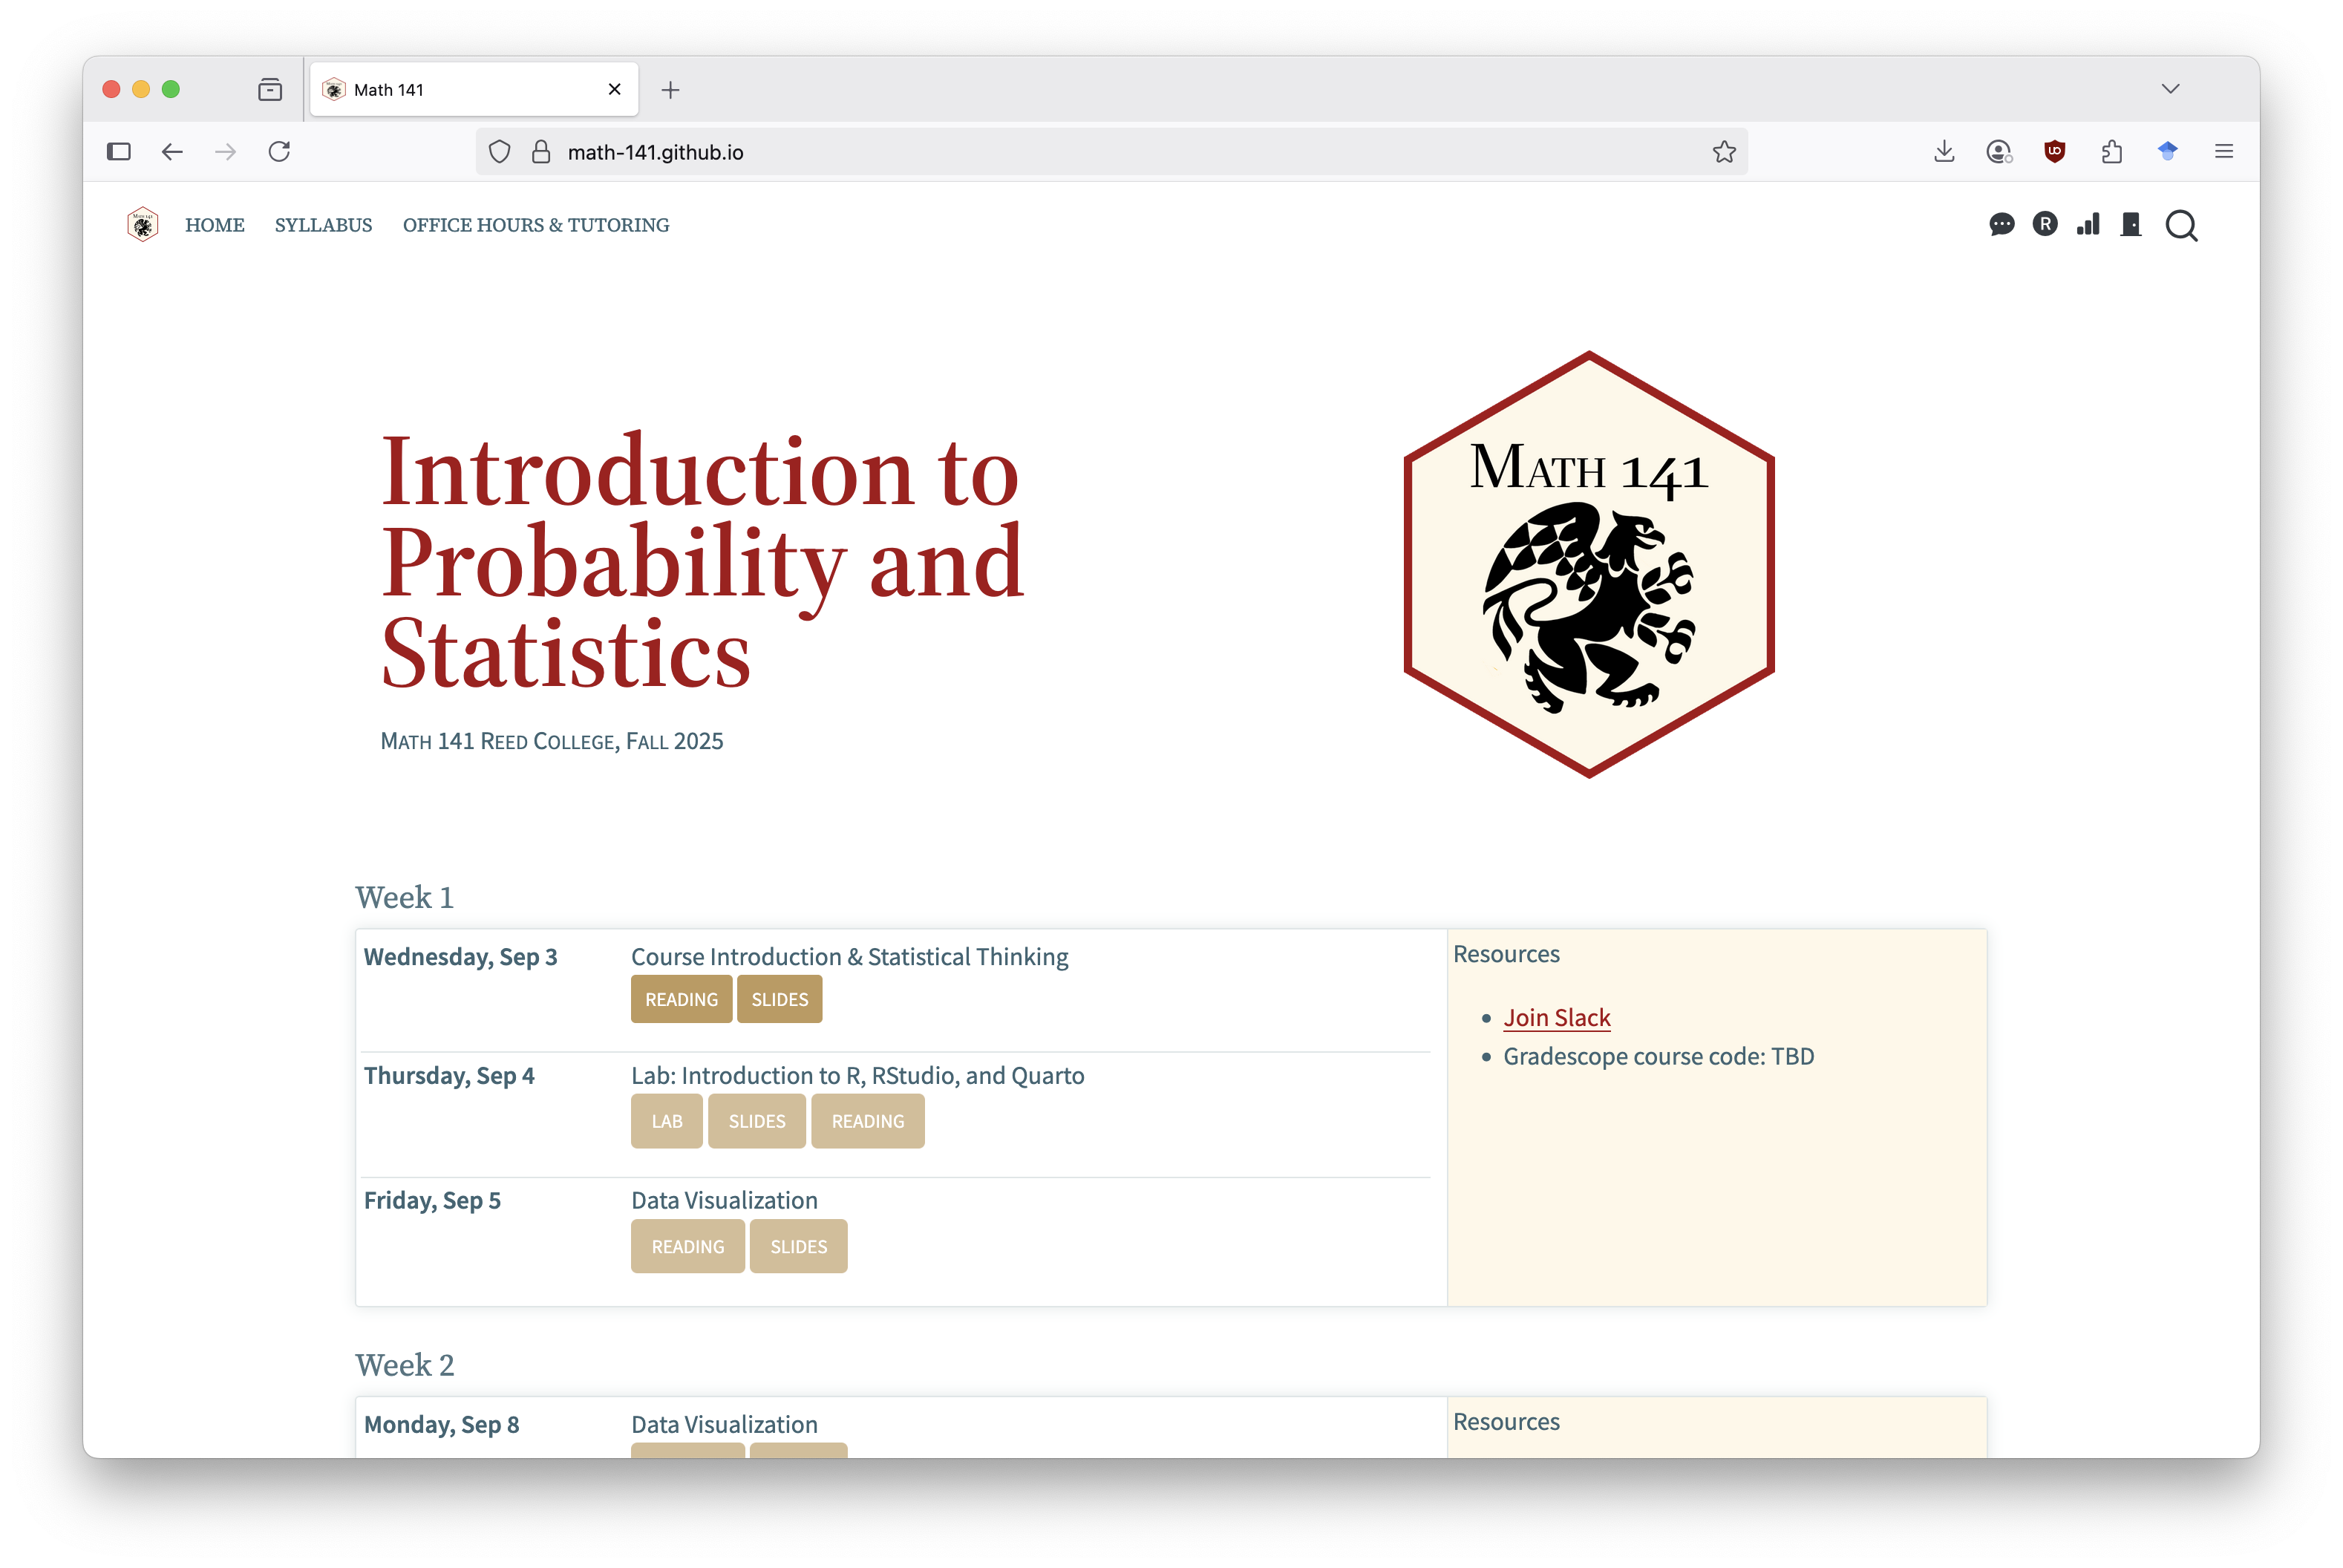 Math 141
math-141.github.io
HOME SYLLABUS OFFICE HOURS & TUTORING
R
Introduction to
Probability and
Statistics
MATH 141 REED COLLEGE, FALL 2025
MATH 141
Week 1
Wednesday, Sep 3 Course Introduction & Statistical Thinking
READING SLIDES
Thursday, Sep 4 Lab: Introduction to R, RStudio, and Quarto
LAB SLIDES READING
Friday, Sep 5 Data Visualization
READING SLIDES
Resources
Join Slack
Gradescope course code: TBD
Week 2
Monday, Sep 8 Data Visualization
Resources